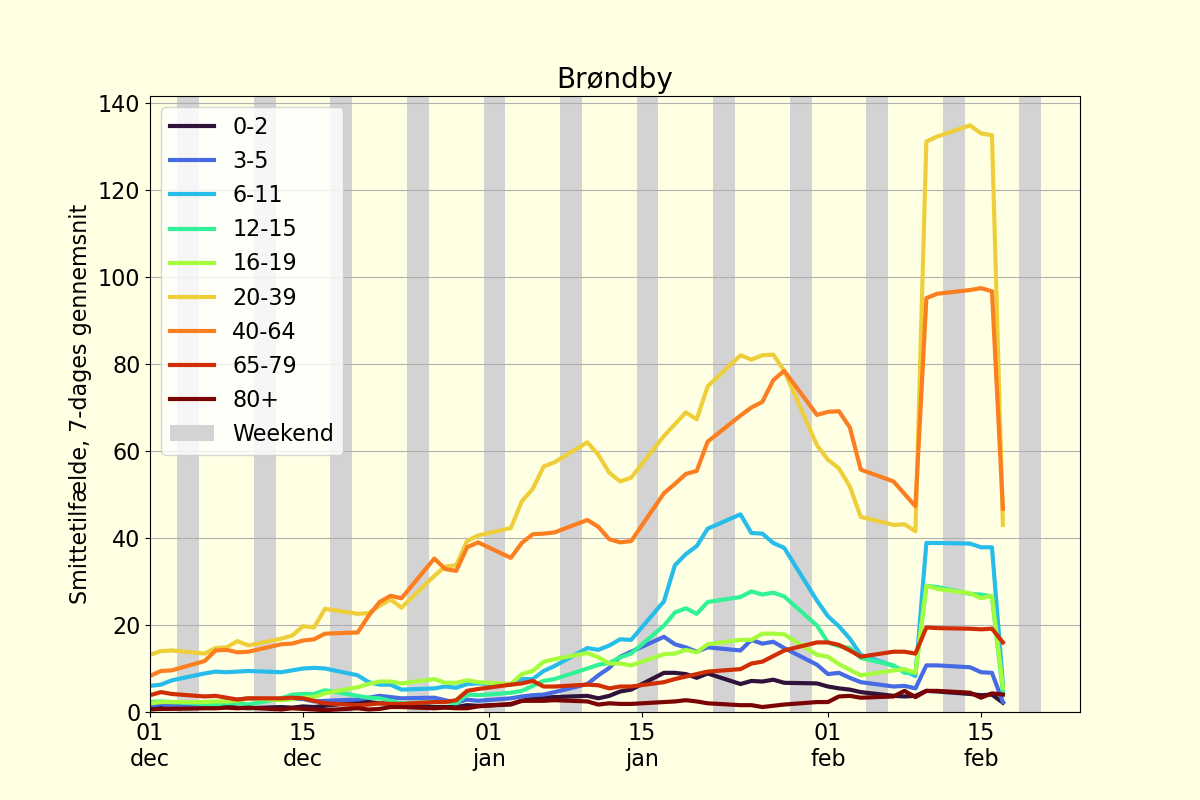 Brøndby
Smittetilfælde, 7-dages gennemsnit
140
120
100
80
60
40
20
0
0-2
3-5
6-11
12-15
16-19
20-39
40-64
65-79
80+
Weekend
01 dec
15 dec
01 jan
15 jan
01 feb
15 feb